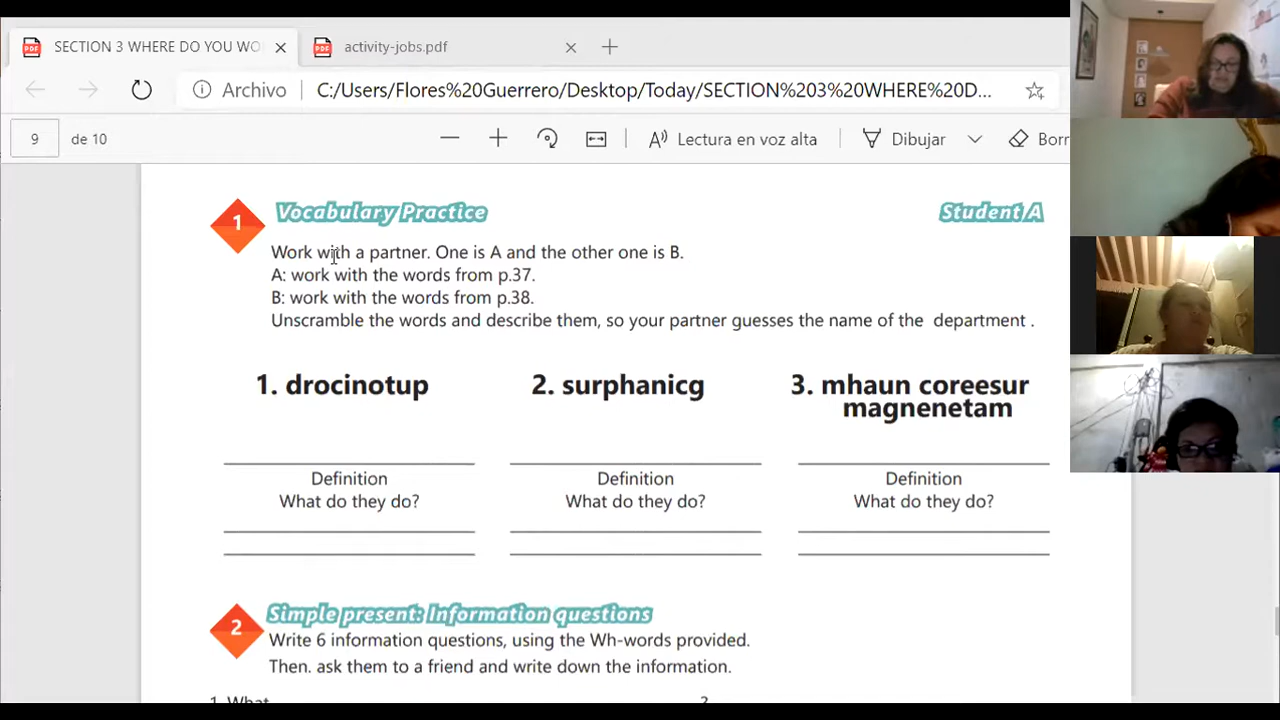 SECTION 3 WHERE DO YOU WO
activity-jobs.pdf
Archivo
C:/Users/Flores%20Guerrero/Desktop/Today/SECTION%203%20WHERE%20D...
9
de 10
Lectura en voz alta
Dibujar
Borr
1
Vocabulary Practice
Student A
Work with a partner. One is A and the other one is B.
A: work with the words from p.37.
B: work with the words from p.38.
Unscramble the words and describe them, so your partner guesses the name of the department .
1. drocinotup
2. surphanicg
3. mhaun coreesur
magnenetam
Definition
What do they do?
Definition
What do they do?
Definition
What do they do?
2
Simple present: Information questions
Write 6 information questions, using the Wh-words provided.
Then. ask them to a friend and write down the information.
1. What ?